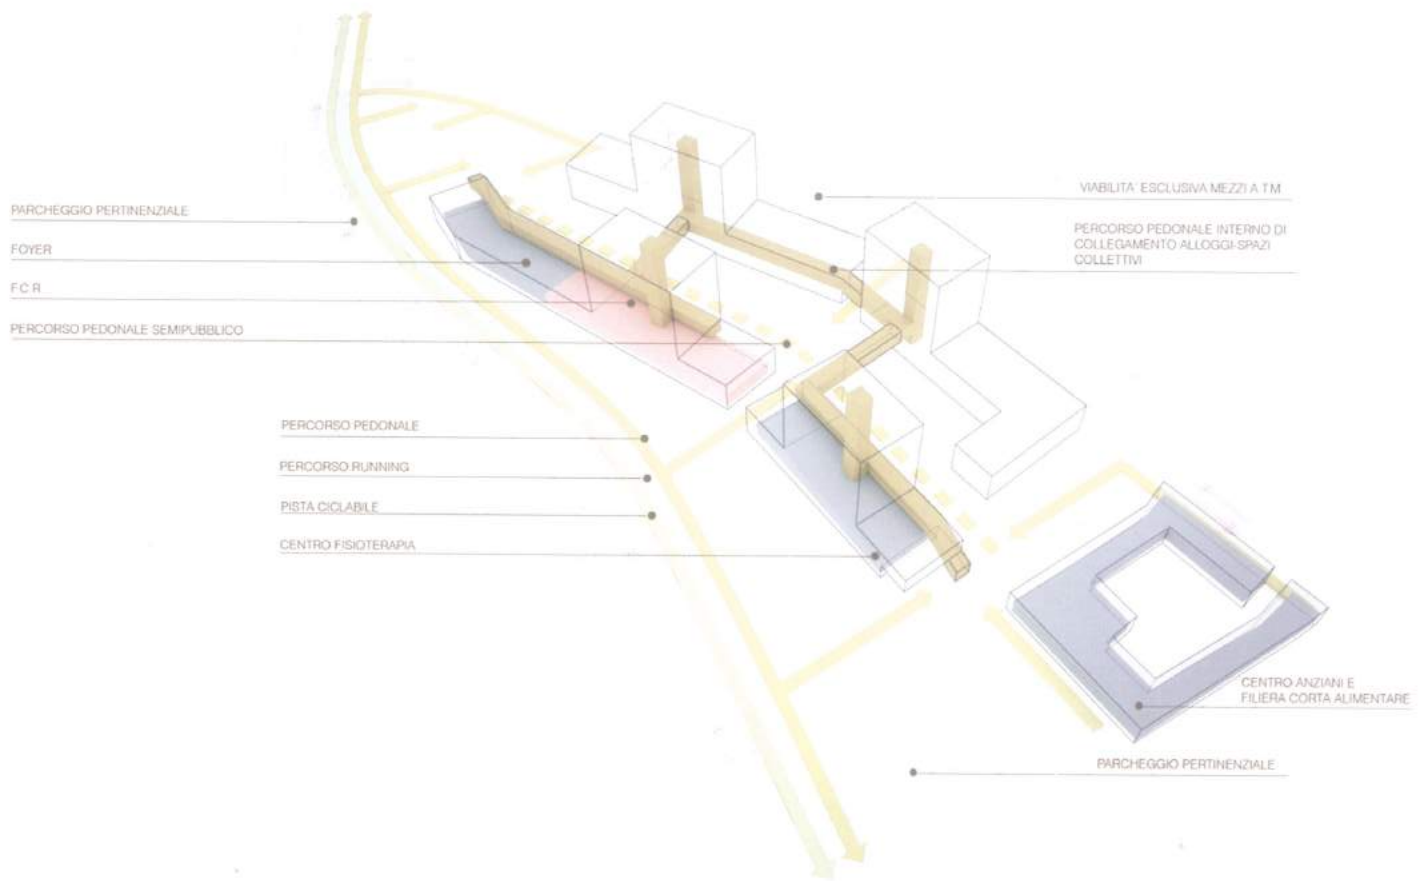 PARCHEGGIO PERTINENZIALE
FOYER
F C R
PERCORSO PEDONALE SEMIPUBBLICO
PERCORSO PEDONALE
PERCORSO RUNNING
PISTA CICLABILE
CENTRO FISIOTERAPIA
VIABILITA' ESCLUSIVA MEZZI A T M
PERCORSO PEDONALE INTERNO DI
COLLEGAMENTO ALLOGGI-SPAZI
COLLETTIVI
CENTRO ANZIANI E
FILIERA CORTA ALIMENTARE
PARCHEGGIO PERTINENZIALE